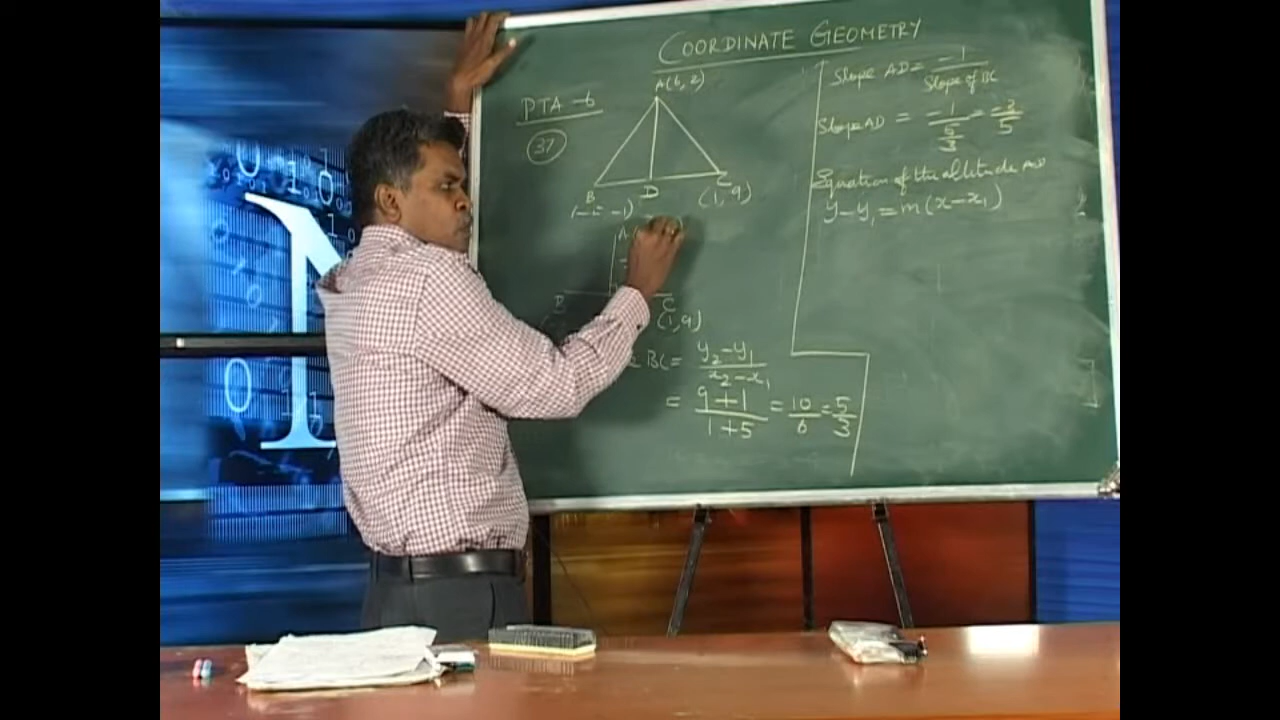 COORDINATE GEOMETRY
PTA-6
37
A(6, 2)
B
D
C
(-5 -1)
(1, 9)
A
B
C
(1, 9)
BC = y₂-y₁/x₂-x₁
= 9+1/1+5 = 10/6 = 5/3
Slope AD = -1/Slope of BC
Slope AD = -1/(5/3) = -3/5
Equation of the altitude AD
y-y₁ = m(x-x₁)